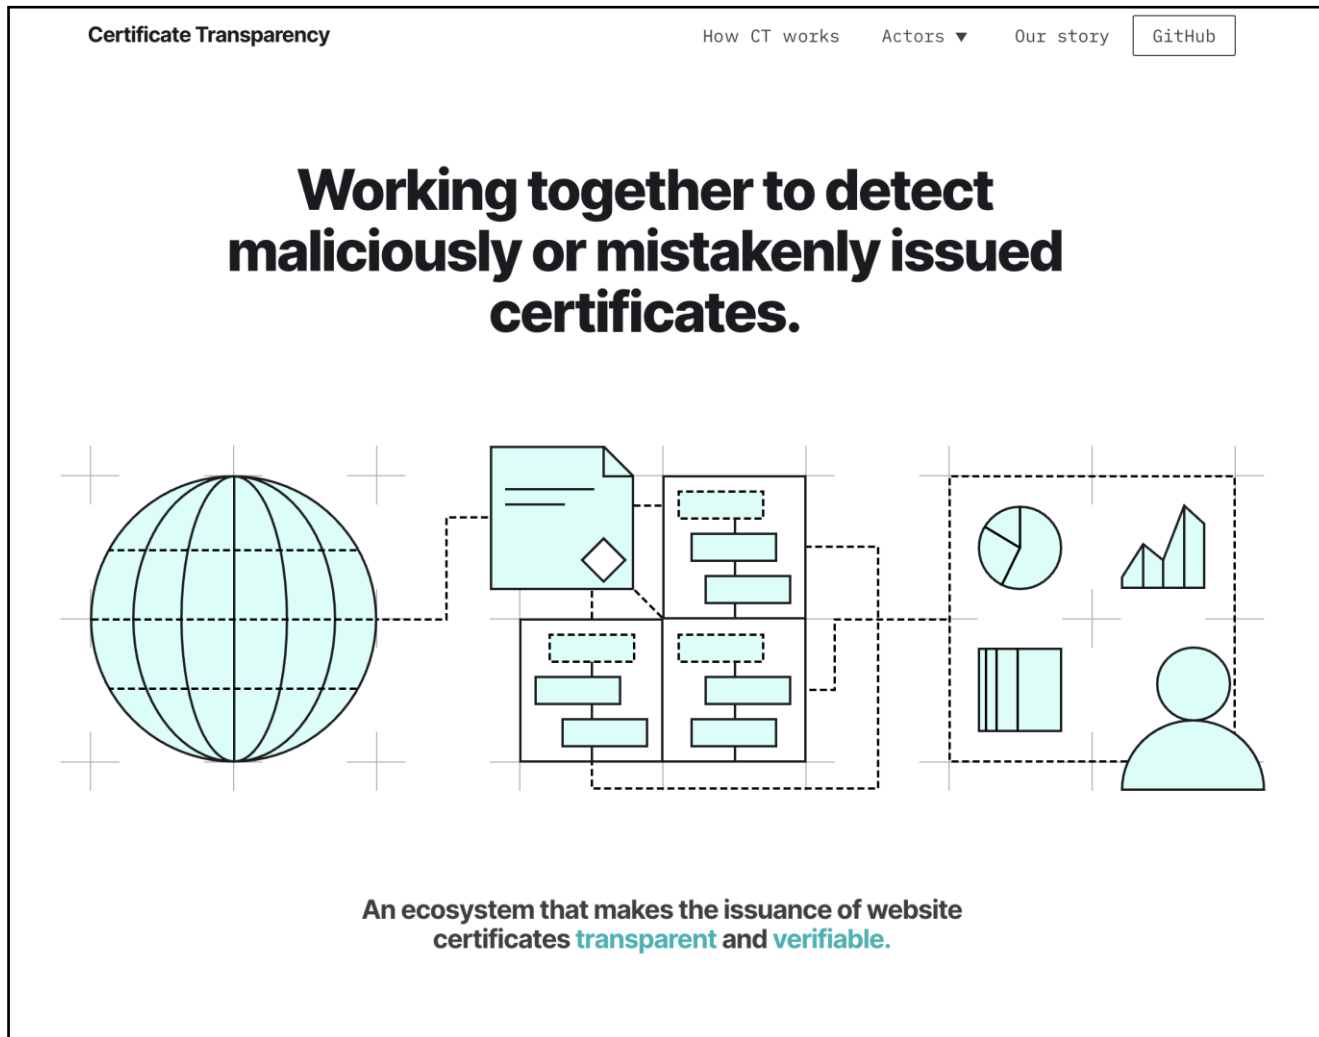 Certificate Transparency
How CT works
Actors ▼
Our story
GitHub
Working together to detect
maliciously or mistakenly issued
certificates.
An ecosystem that makes the issuance of website
certificates transparent and verifiable.